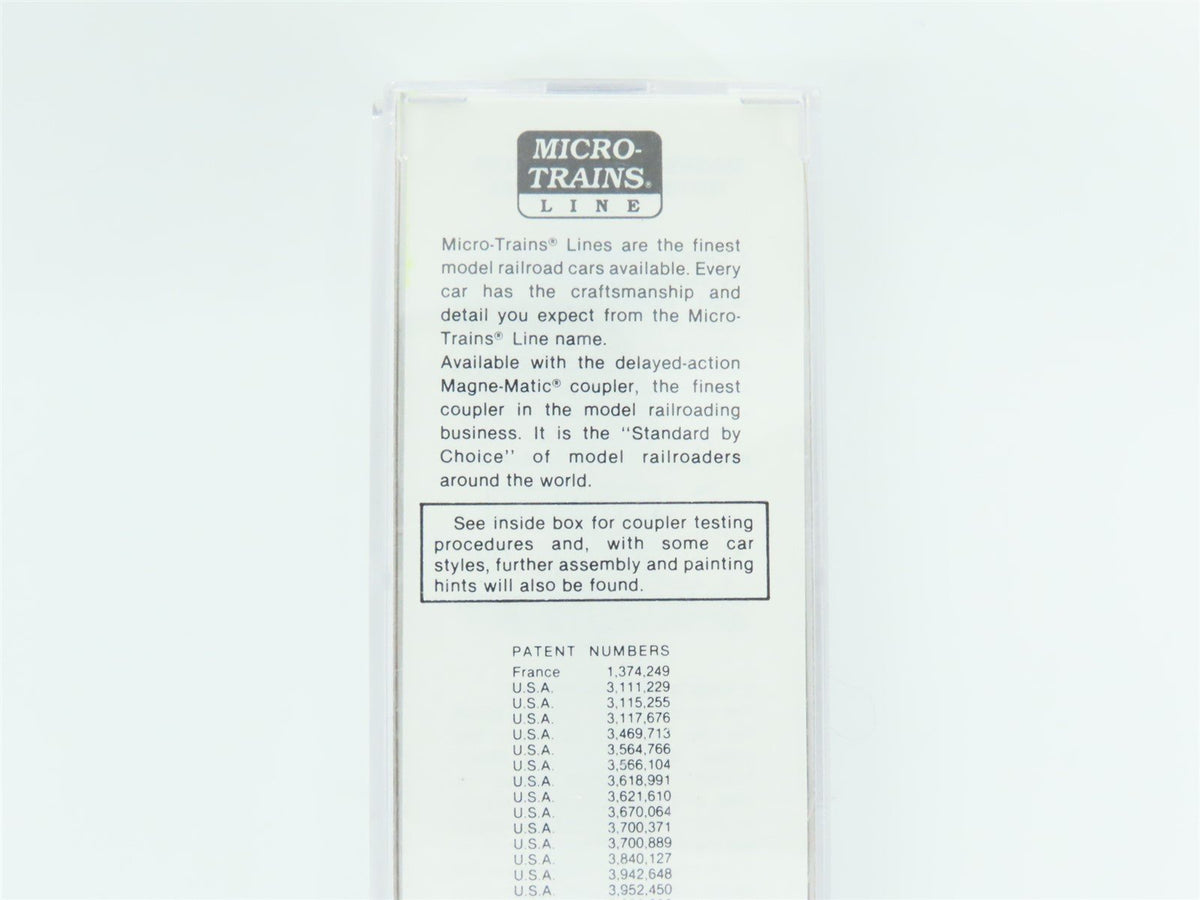 MICRO-
TRAINS®
LINE
Micro-Trains® Lines are the finest
model railroad cars available. Every
car has the craftsmanship and
detail you expect from the Micro-
Trains® Line name.
Available with the delayed-action
Magne-Matic® coupler, the finest
coupler in the model railroading
business. It is the "Standard by
Choice" of model railroaders
around the world.
See inside box for coupler testing
procedures and, with some car
styles, further assembly and painting
hints will also be found.
PATENT NUMBERS
France 1,374,249
U.S.A. 3,111,229
U.S.A. 3,115,255
U.S.A. 3,117,676
U.S.A. 3,469,713
U.S.A. 3,564,766
U.S.A. 3,566,104
U.S.A. 3,618,991
U.S.A. 3,621,610
U.S.A. 3,670,064
U.S.A. 3,700,371
U.S.A. 3,700,889
U.S.A. 3,840,127
U.S.A. 3,942,648
U.S.A. 3,952,450